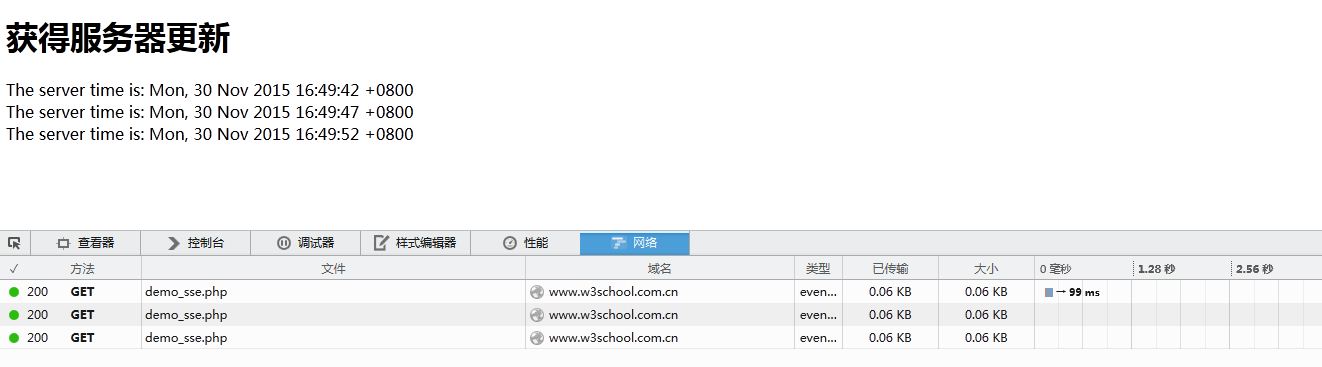 获得服务器更新
The server time is: Mon, 30 Nov 2015 16:49:42 +0800
The server time is: Mon, 30 Nov 2015 16:49:47 +0800
The server time is: Mon, 30 Nov 2015 16:49:52 +0800
查看器 控制台 调试器 样式编辑器 性能 网络
✓ 方法 文件 域名 类型 已传输 大小 0 毫秒 1.28 秒 2.56 秒
200 GET demo_sse.php www.w3school.com.cn even... 0.06 KB 0.06 KB → 99 ms
200 GET demo_sse.php www.w3school.com.cn even... 0.06 KB 0.06 KB
200 GET demo_sse.php www.w3school.com.cn even... 0.06 KB 0.06 KB